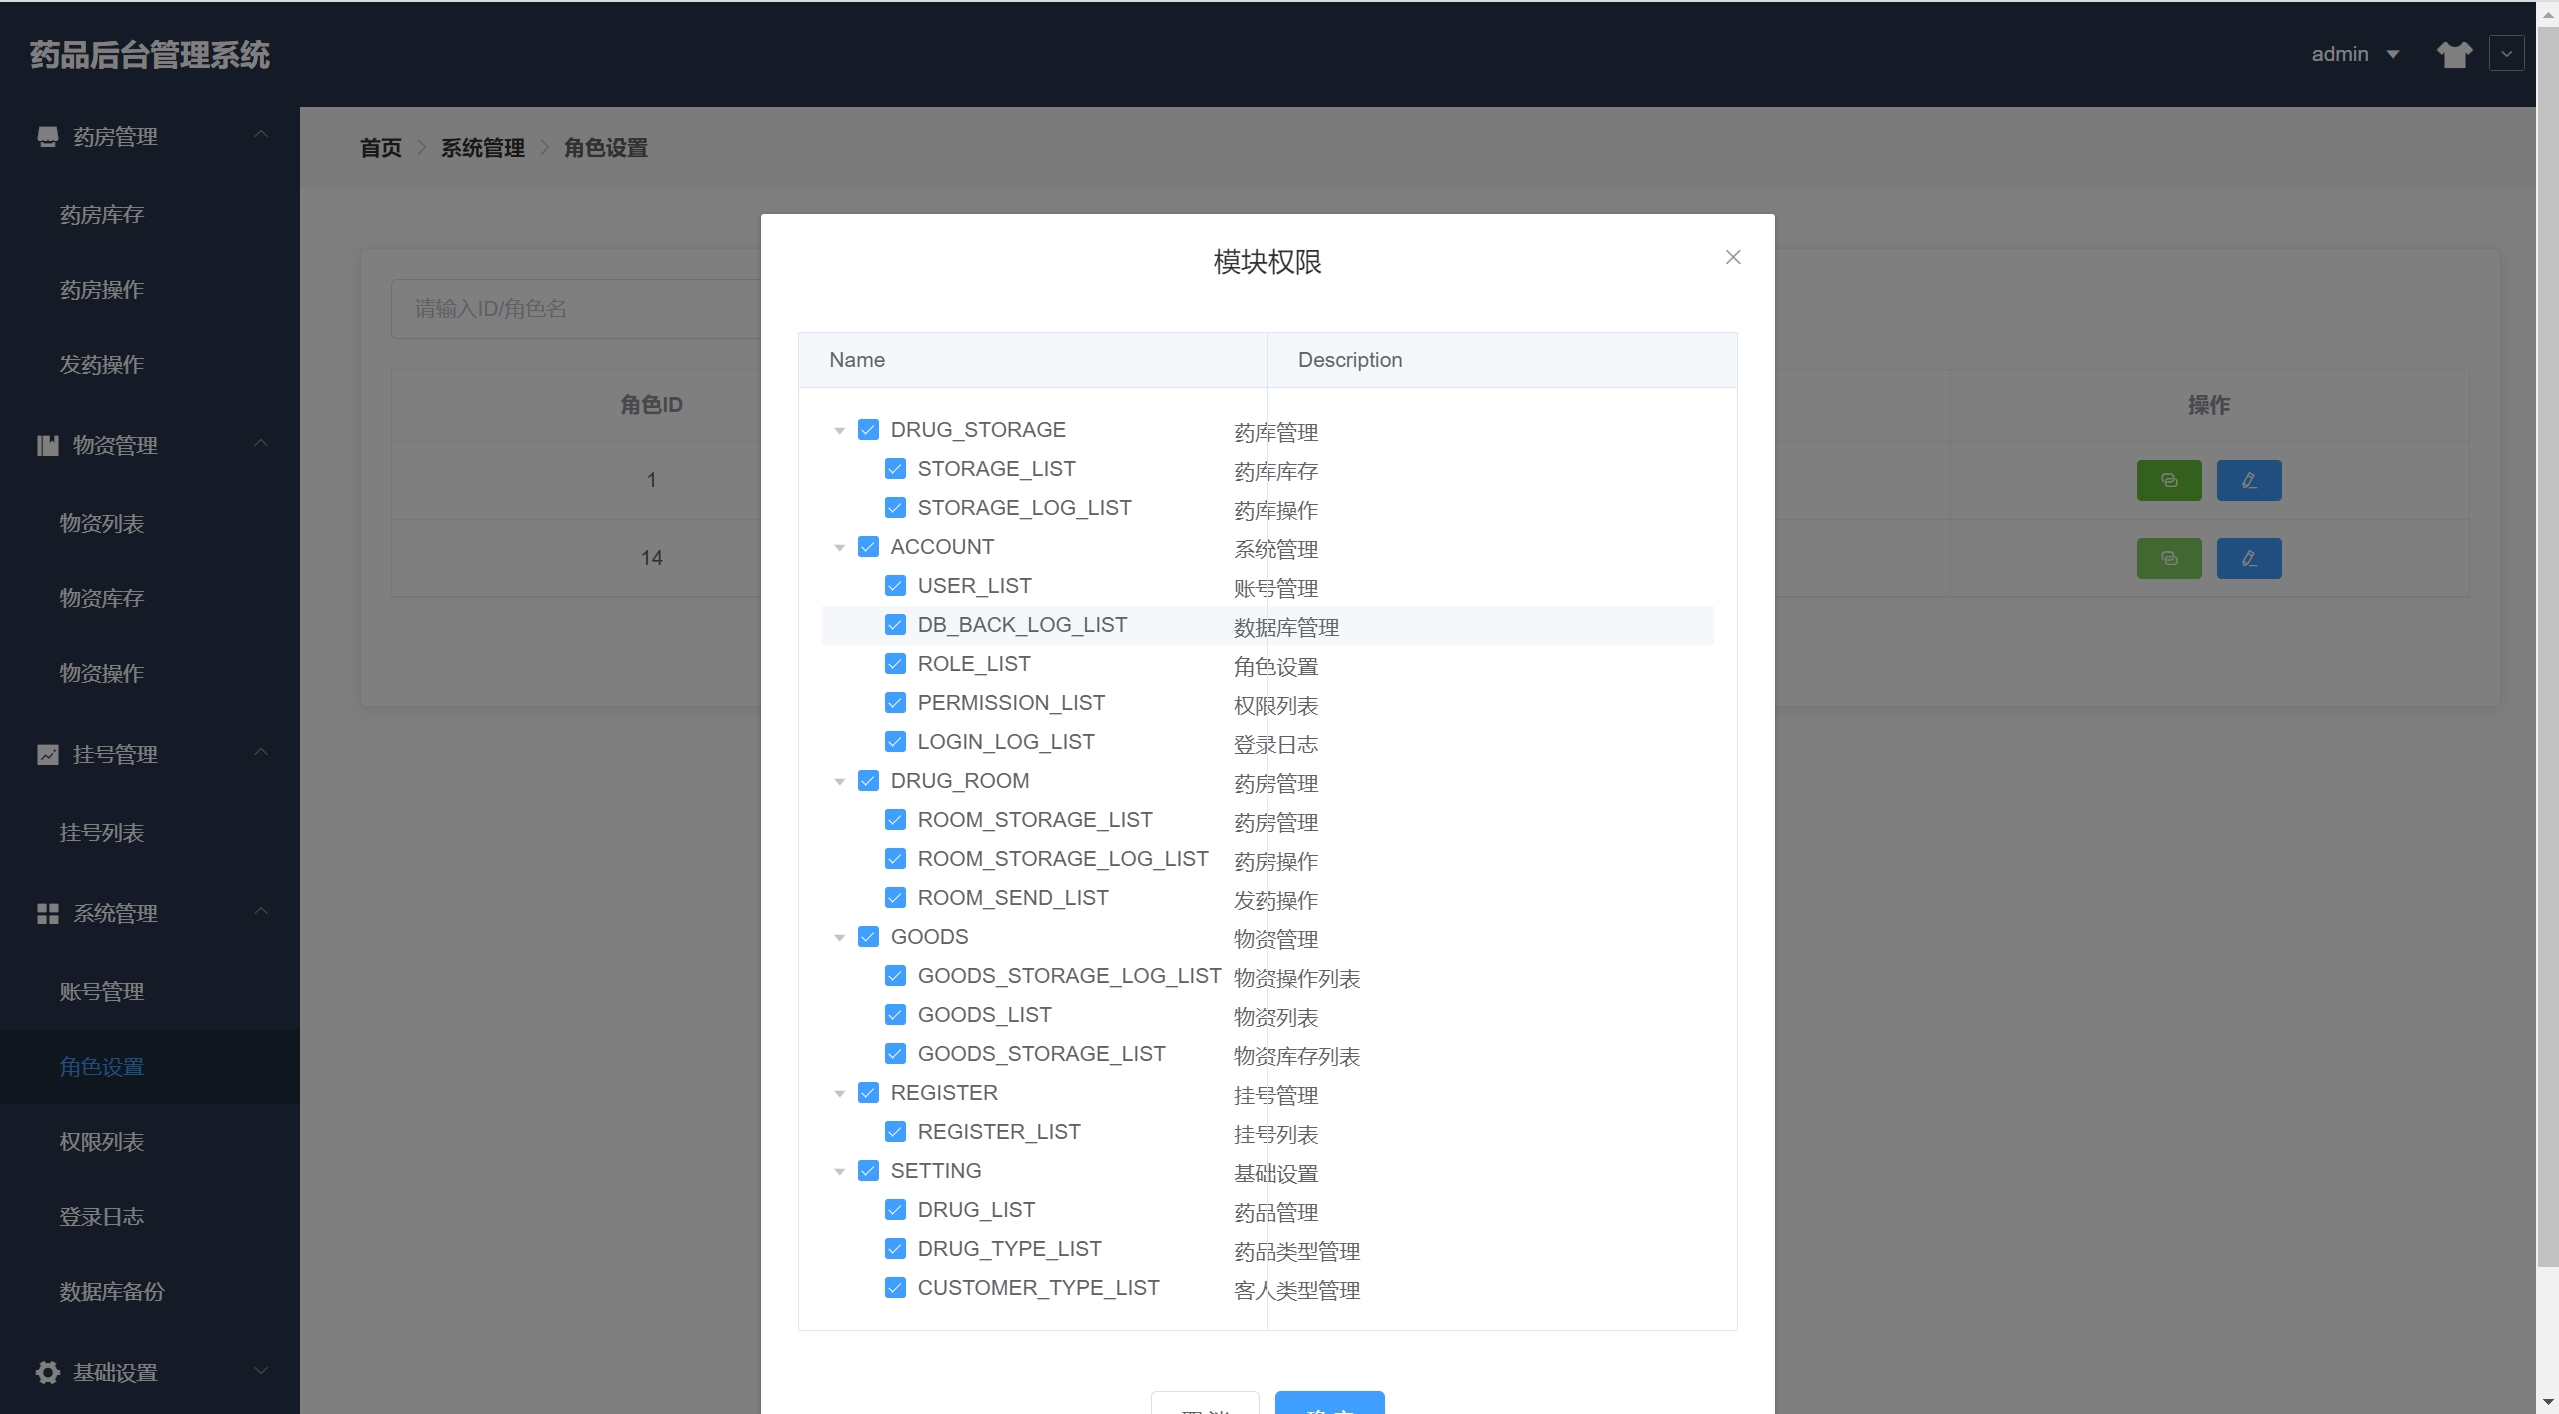 药品后台管理系统
admin
药房管理
药房库存
药房操作
发药操作
物资管理
物资列表
物资库存
物资操作
挂号管理
挂号列表
系统管理
账号管理
角色设置
权限列表
登录日志
数据库备份
基础设置
首页 系统管理 角色设置
请输入ID/角色名
角色ID
操作
1
14
模块权限
Name Description
DRUG_STORAGE 药库管理
STORAGE_LIST 药库库存
STORAGE_LOG_LIST 药库操作
ACCOUNT 系统管理
USER_LIST 账号管理
DB_BACK_LOG_LIST 数据库管理
ROLE_LIST 角色设置
PERMISSION_LIST 权限列表
LOGIN_LOG_LIST 登录日志
DRUG_ROOM 药房管理
ROOM_STORAGE_LIST 药房管理
ROOM_STORAGE_LOG_LIST 药房操作
ROOM_SEND_LIST 发药操作
GOODS 物资管理
GOODS_STORAGE_LOG_LIST 物资操作列表
GOODS_LIST 物资列表
GOODS_STORAGE_LIST 物资库存列表
REGISTER 挂号管理
REGISTER_LIST 挂号列表
SETTING 基础设置
DRUG_LIST 药品管理
DRUG_TYPE_LIST 药品类型管理
CUSTOMER_TYPE_LIST 客人类型管理